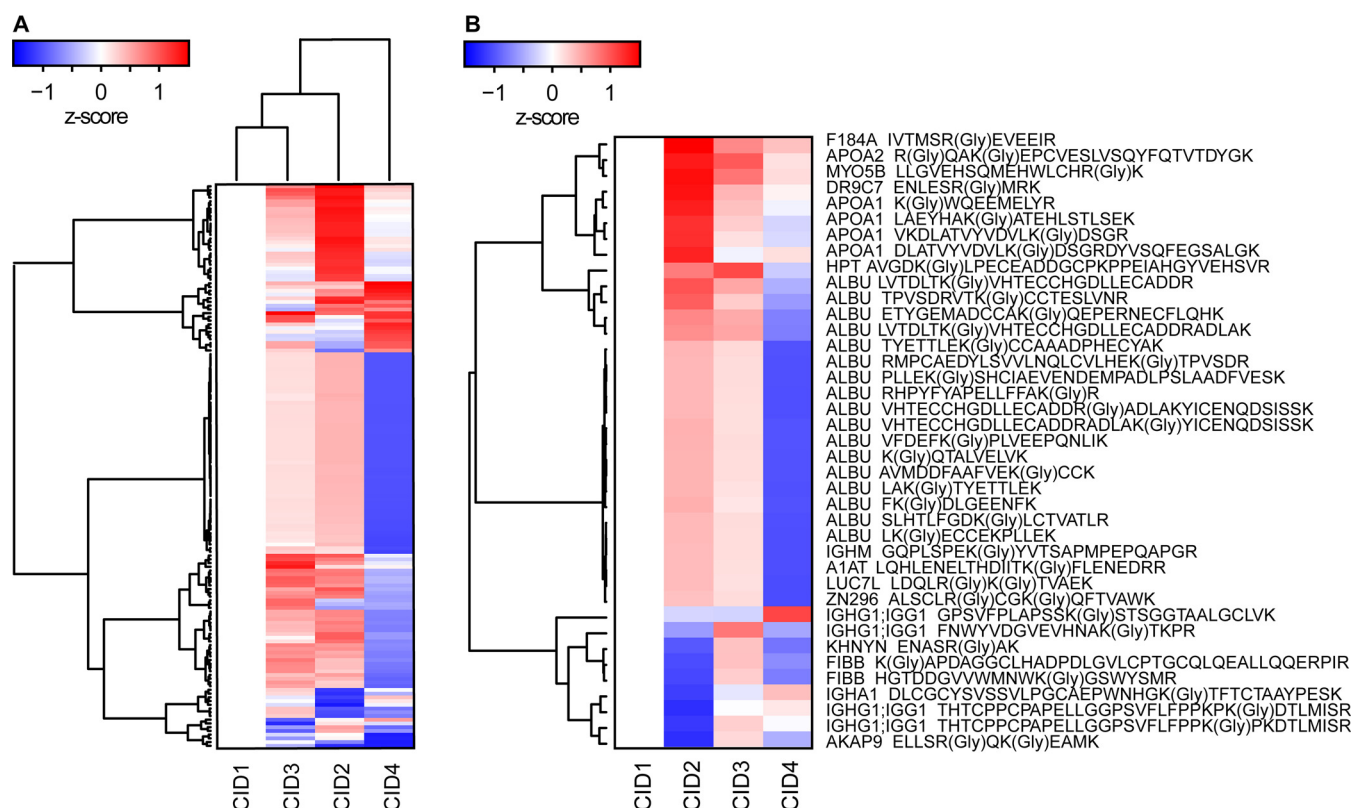 A
B
−1 0 1
z-score
−1 0 1
z-score
F184A IVTMSR(Gly)EVEEIR
APOA2 R(Gly)QAK(Gly)EPCVESLVSQYFQTVTDYGK
MYO5B LLGVEHSQMEHWLCHR(Gly)K
DR9C7 ENLESR(Gly)MRK
APOA1 K(Gly)WQEEMELYR
APOA1 LAEYHAK(Gly)ATEHLSTLSEK
APOA1 VKDLATVYVDVLK(Gly)DSGR
APOA1 DLATVYVDVLK(Gly)DSGRDYVSQFEGSALGK
HPT AVGDK(Gly)LPECEADDGCPKPPEIAHGYVEHSVR
ALBU LVTDLTK(Gly)VHTECCHGDLLECADDR
ALBU TPVSDRVTK(Gly)CCTESLVNR
ALBU ETYGEMADCCAK(Gly)QEPERNECFLQHK
ALBU LVTDLTK(Gly)VHTECCHGDLLECADDRADLAK
ALBU TYETTLEK(Gly)CCAAADPHECYAK
ALBU RMPCAEDYLSVVLNQLCVLHEK(Gly)TPVSDR
ALBU PLLEK(Gly)SHCIAEVENDEMPADLPSLAADFVESK
ALBU RHPYFYAPELLFFAK(Gly)R
ALBU VHTECCHGDLLECADDR(Gly)ADLAKYICENQDSISSK
ALBU VHTECCHGDLLECADDRADLAK(Gly)YICENQDSISSK
ALBU VFDEFK(Gly)PLVEEPQNLIK
ALBU K(Gly)QTALVELVK
ALBU AVMDDFAAFVEK(Gly)CCK
ALBU LAK(Gly)TYETTLEK
ALBU FK(Gly)DLGEENFK
ALBU SLHTLFGDK(Gly)LCTVATLR
ALBU LK(Gly)ECCEKPLLEK
IGHM GQPLSPEK(Gly)YVTSAPMPEPQAPGR
A1AT LQHLENELTHDIITK(Gly)FLENEDRR
LUC7L LDQLR(Gly)K(Gly)TVAEK
ZN296 ALSCLR(Gly)CGK(Gly)QFTVAWK
IGHG1;IGG1 GPSVFPLAPSSK(Gly)STSGGTAALGCLVK
IGHG1;IGG1 FNWYVDGVEVHNAK(Gly)TKPR
KHNYN ENASR(Gly)AK
FIBB K(Gly)APDAGGCLHADPDLGVLCPTGCQLQEALLQQERPIR
FIBB HGTDDGVVWMNWK(Gly)GSWYSMR
IGHA1 DLCGCYSVSSVLPGCAEPWNHGK(Gly)TFTCTAAYPESK
IGHG1;IGG1 THTCPPCPAPELLGGPSVFLFPPKPK(Gly)DTLMISR
IGHG1;IGG1 THTCPPCPAPELLGGPSVFLFPPK(Gly)PKDTLMISR
AKAP9 ELLSR(Gly)QK(Gly)EAMK
CID1 CID3 CID2 CID4
CID1 CID2 CID3 CID4